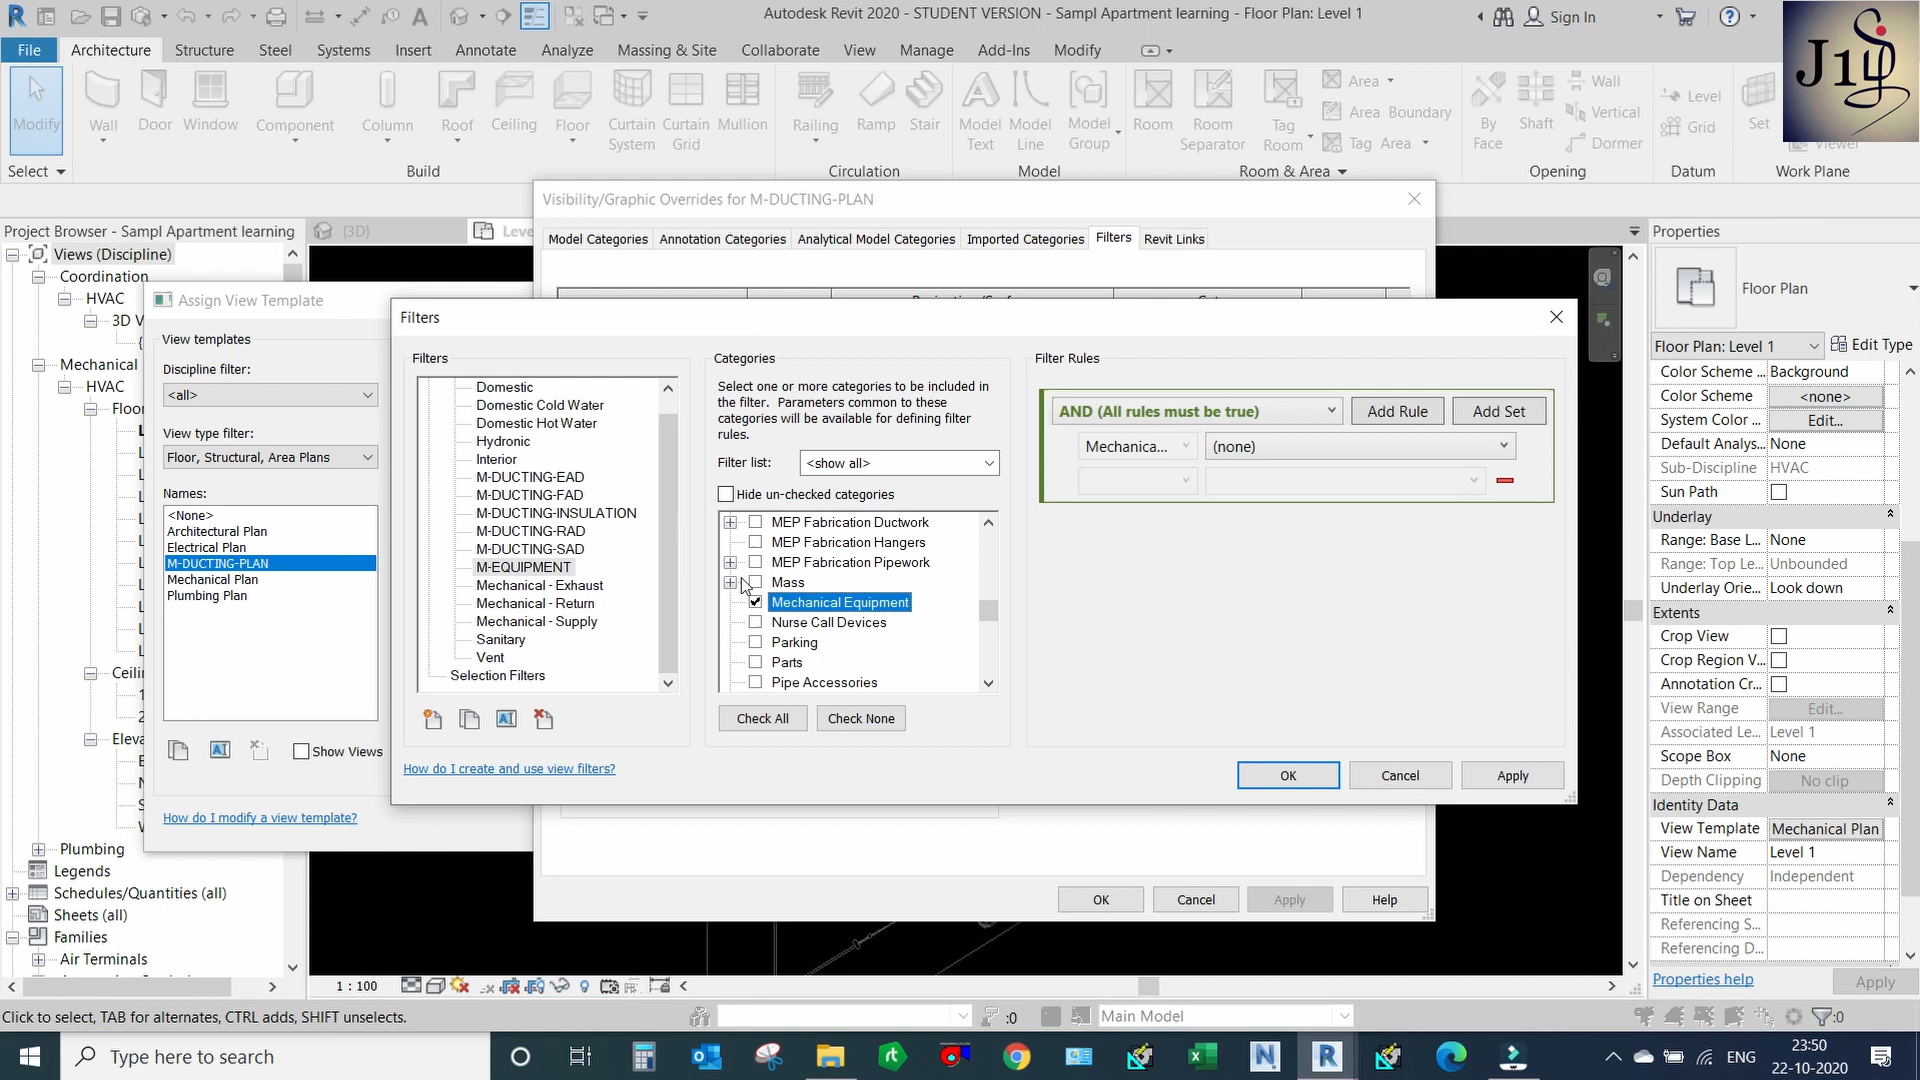 Autodesk Revit 2020 - STUDENT VERSION - Sampl Apartment learning - Floor Plan: Level 1
Sign In
File Architecture Structure Steel Systems Insert Annotate Analyze Massing & Site Collaborate View Manage Add-Ins Modify
Modify
Wall
Door
Window
Component
Column
Roof
Ceiling
Floor
Curtain System
Curtain Grid
Mullion
Railing
Ramp
Stair
Model Text
Model Line
Model Group
Room
Room Separator
Tag Room
Area
Area Boundary
Tag Area
By Face
Shaft
Wall
Vertical
Dormer
Level
Grid
Set
Viewer
Select
Build
Circulation
Model
Room & Area
Opening
Datum
Work Plane
Project Browser - Sampl Apartment learning
{3D}
Leve
Views (Discipline)
Coordination
HVAC
3D V
Mechanical
HVAC
Floor
Ceilin
Eleva
Plumbing
Legends
Schedules/Quantities (all)
Sheets (all)
Families
Air Terminals
Assign View Template
View templates
Discipline filter:
<all>
View type filter:
Floor, Structural, Area Plans
Names:
<None>
Architectural Plan
Electrical Plan
M-DUCTING-PLAN
Mechanical Plan
Plumbing Plan
Show Views
How do I modify a view template?
Visibility/Graphic Overrides for M-DUCTING-PLAN
Model Categories Annotation Categories Analytical Model Categories Imported Categories Filters Revit Links
Filters
Filters
Domestic
Domestic Cold Water
Domestic Hot Water
Hydronic
Interior
M-DUCTING-EAD
M-DUCTING-FAD
M-DUCTING-INSULATION
M-DUCTING-RAD
M-DUCTING-SAD
M-EQUIPMENT
Mechanical - Exhaust
Mechanical - Return
Mechanical - Supply
Sanitary
Vent
Selection Filters
How do I create and use view filters?
Categories
Select one or more categories to be included in
the filter. Parameters common to these
categories will be available for defining filter
rules.
Filter list: <show all>
Hide un-checked categories
MEP Fabrication Ductwork
MEP Fabrication Hangers
MEP Fabrication Pipework
Mass
Mechanical Equipment
Nurse Call Devices
Parking
Parts
Pipe Accessories
Check All Check None
Filter Rules
AND (All rules must be true) Add Rule Add Set
Mechanica... (none)
OK Cancel Apply
OK Cancel Apply Help
Properties
Floor Plan
Floor Plan: Level 1 Edit Type
Color Scheme ... Background
Color Scheme <none>
System Color ... Edit...
Default Analys... None
Sub-Discipline HVAC
Sun Path
Underlay
Range: Base L... None
Range: Top Le... Unbounded
Underlay Orie... Look down
Extents
Crop View
Crop Region V...
Annotation Cr...
View Range Edit...
Associated Le... Level 1
Scope Box None
Depth Clipping No clip
Identity Data
View Template Mechanical Plan
View Name Level 1
Dependency Independent
Title on Sheet
Referencing S...
Referencing D...
Properties help Apply
1 : 100
Click to select, TAB for alternates, CTRL adds, SHIFT unselects.
:0
Main Model
:0
Type here to search
ENG
23:50
22-10-2020